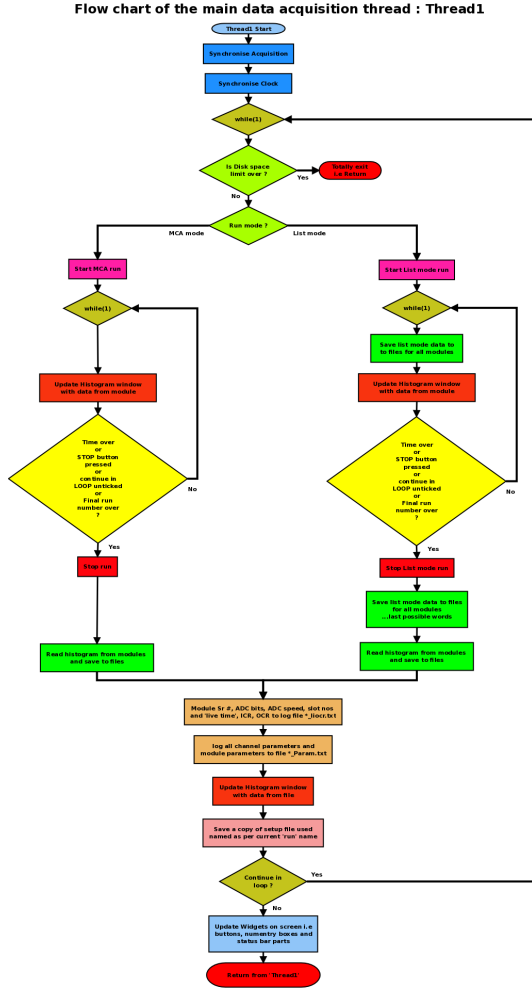 Flow chart of the main data acquisition thread : Thread1
Thread1 Start
Synchronise Acquisition
Synchronise Clock
while(1)
Is Disk space
limit over ?
Yes
Totally exit
i.e Return
No
Run mode ?
MCA mode
List mode
Start MCA run
while(1)
Update Histogram window
with data from module
Time over
or
STOP button
pressed
or
continue in
LOOP unticked
or
Final run
number over
?
No
Yes
Stop run
Read histogram from modules
and save to files
Start List mode run
while(1)
Save list mode data to
to files for all modules
Update Histogram window
with data from module
Time over
or
STOP button
pressed
or
continue in
LOOP unticked
or
Final run
number over
?
No
Yes
Stop List mode run
Save list mode data to files
for all modules
...last possible words
Read histogram from modules
and save to files
Module Sr #, ADC bits, ADC speed, slot nos
and 'live time', ICR, OCR to log file *_liocr.txt
log all channel parameters and
module parameters to file *_Param.txt
Update Histogram window
with data from file
Save a copy of setup file used
named as per current 'run' name
Continue in
loop ?
Yes
No
Update Widgets on screen i.e
buttons, numentry boxes and
status bar parts
Return from 'Thread1'